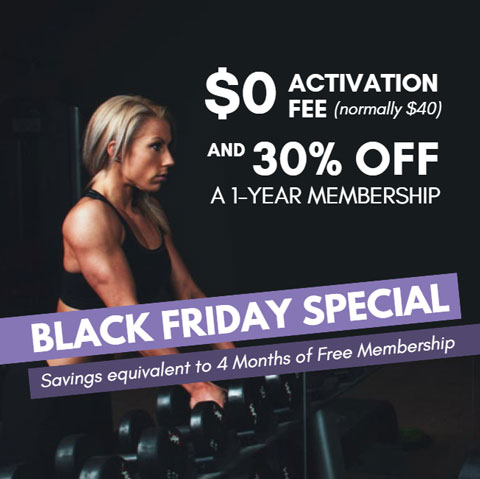 $0 ACTIVATION
FEE (normally $40)
AND 30% OFF
A 1-YEAR MEMBERSHIP
BLACK FRIDAY SPECIAL
Savings equivalent to 4 Months of Free Membership